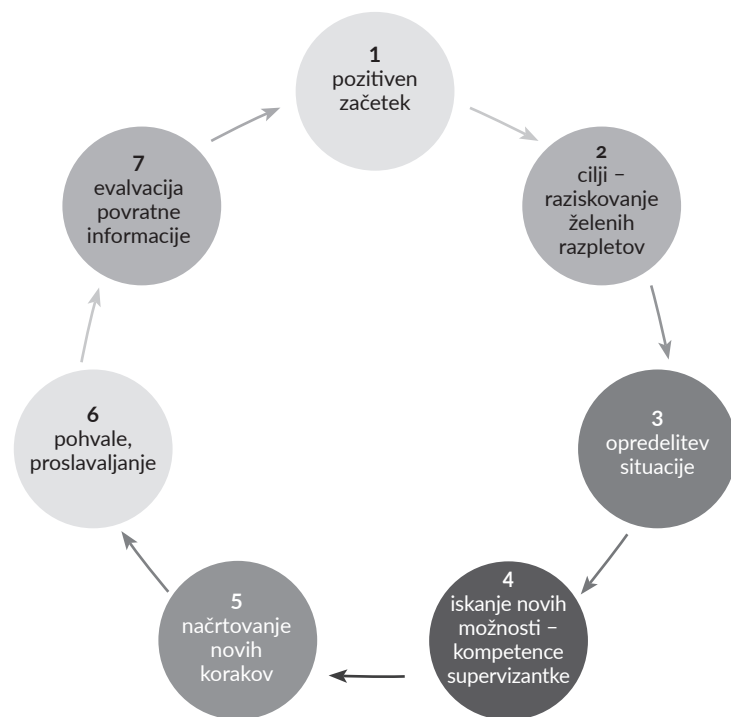 1
pozitiven
začetek
2
cilji –
raziskovanje
želenih
razpletov
3
opredelitev
situacije
4
iskanje novih
možnosti –
kompetence
supervizantke
5
načrtovanje
novih
korakov
6
pohvale,
proslavaljanje
7
evalvacija
povratne
informacije